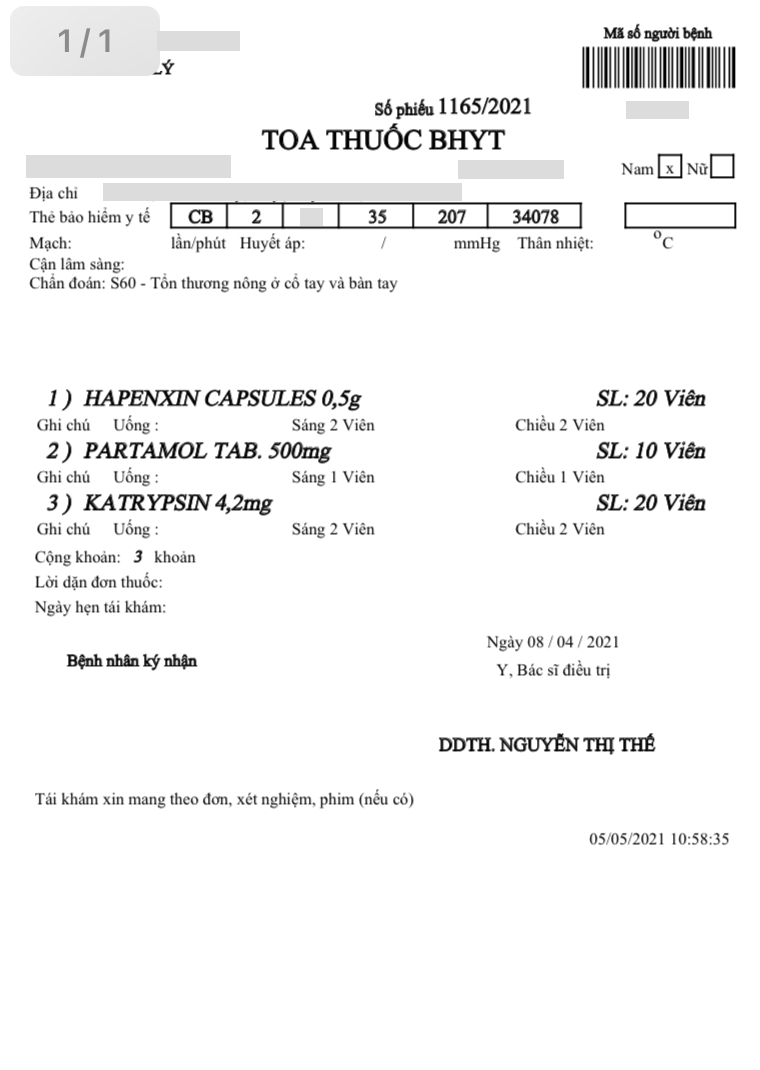 1/1
Mã số người bệnh
LÝ
Số phiếu 1165/2021
TOA THUỐC BHYT
Nam x Nữ
Địa chỉ
Thẻ bảo hiểm y tế CB 2 35 207 34078
Mạch: lần/phút Huyết áp: / mmHg Thân nhiệt: °C
Cận lâm sàng:
Chẩn đoán: S60 - Tổn thương nông ở cổ tay và bàn tay
1 ) HAPENXIN CAPSULES 0,5g SL: 20 Viên
Ghi chú Uống : Sáng 2 Viên Chiều 2 Viên
2 ) PARTAMOL TAB. 500mg SL: 10 Viên
Ghi chú Uống : Sáng 1 Viên Chiều 1 Viên
3 ) KATRYPSIN 4,2mg SL: 20 Viên
Ghi chú Uống : Sáng 2 Viên Chiều 2 Viên
Cộng khoản: 3 khoản
Lời dặn đơn thuốc:
Ngày hẹn tái khám:
Ngày 08 / 04 / 2021
Bệnh nhân ký nhận
Y, Bác sĩ điều trị
DDTH. NGUYỄN THỊ THẾ
Tái khám xin mang theo đơn, xét nghiệm, phim (nếu có)
05/05/2021 10:58:35